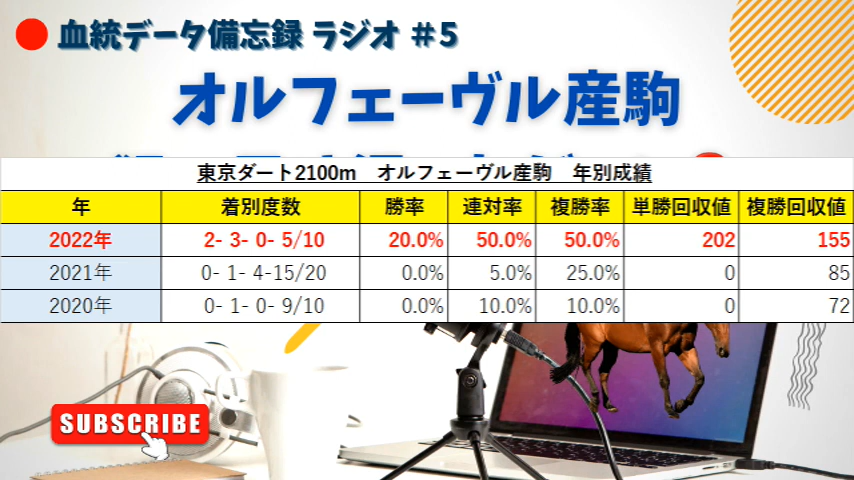 血統データ備忘録 ラジオ #5
オルフェーヴル産駒
東京ダート2100m オルフェーヴル産駒 年別成績
年 着別度数 勝率 連対率 複勝率 単勝回収値 複勝回収値
2022年 2- 3- 0- 5/10 20.0% 50.0% 50.0% 202 155
2021年 0- 1- 4-15/20 0.0% 5.0% 25.0% 0 85
2020年 0- 1- 0- 9/10 0.0% 10.0% 10.0% 0 72
SUBSCRIBE